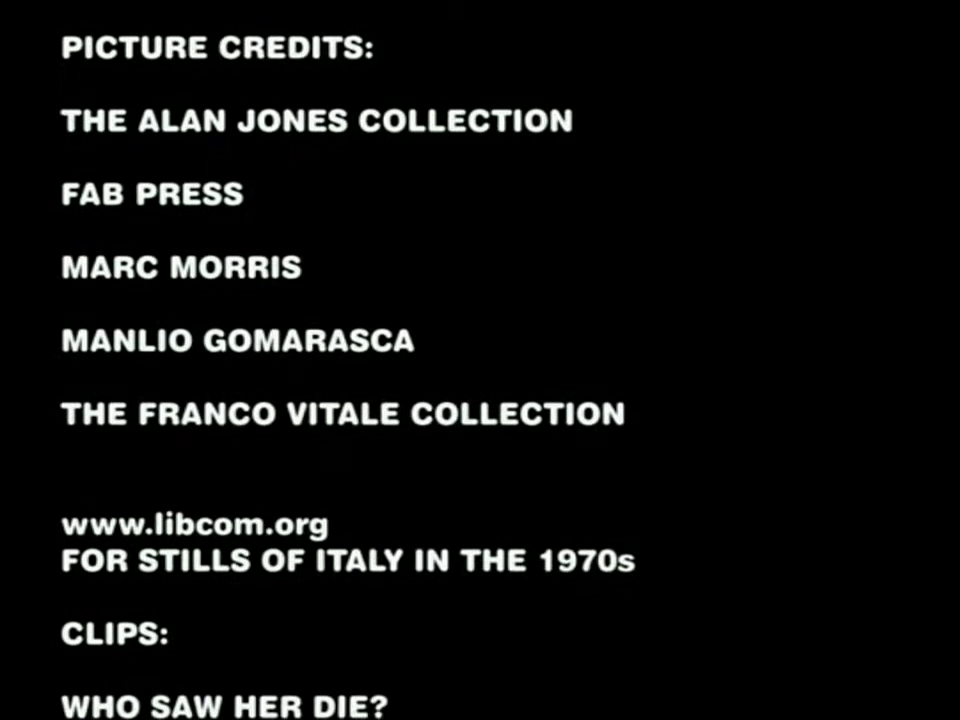 PICTURE CREDITS:
THE ALAN JONES COLLECTION
FAB PRESS
MARC MORRIS
MANLIO GOMARASCA
THE FRANCO VITALE COLLECTION
www.libcom.org
FOR STILLS OF ITALY IN THE 1970s
CLIPS:
WHO SAW HER DIE?